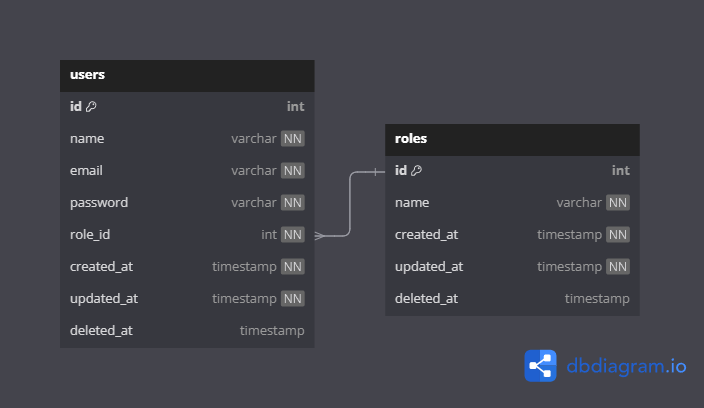 users
id int
name varchar NN
email varchar NN
password varchar NN
role_id int NN
created_at timestamp NN
updated_at timestamp NN
deleted_at timestamp
roles
id int
name varchar NN
created_at timestamp NN
updated_at timestamp NN
deleted_at timestamp
dbdiagram.io